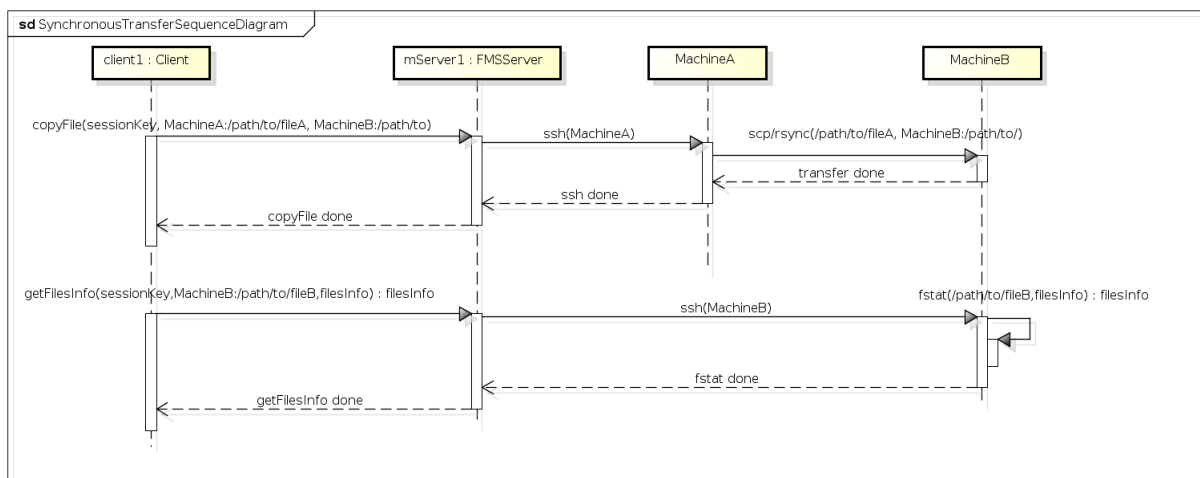 sd SynchronousTransferSequenceDiagram
client1 : Client
mServer1 : FMSServer
MachineA
MachineB
copyFile(sessionKey, MachineA:/path/to/fileA, MachineB:/path/to)
ssh(MachineA)
scp/rsync(/path/to/fileA, MachineB:/path/to/)
transfer done
ssh done
copyFile done
getFilesInfo(sessionKey,MachineB:/path/to/fileB,filesInfo) : filesInfo
fstat(/path/to/fileB,filesInfo) : filesInfo
ssh(MachineB)
fstat done
getFilesInfo done